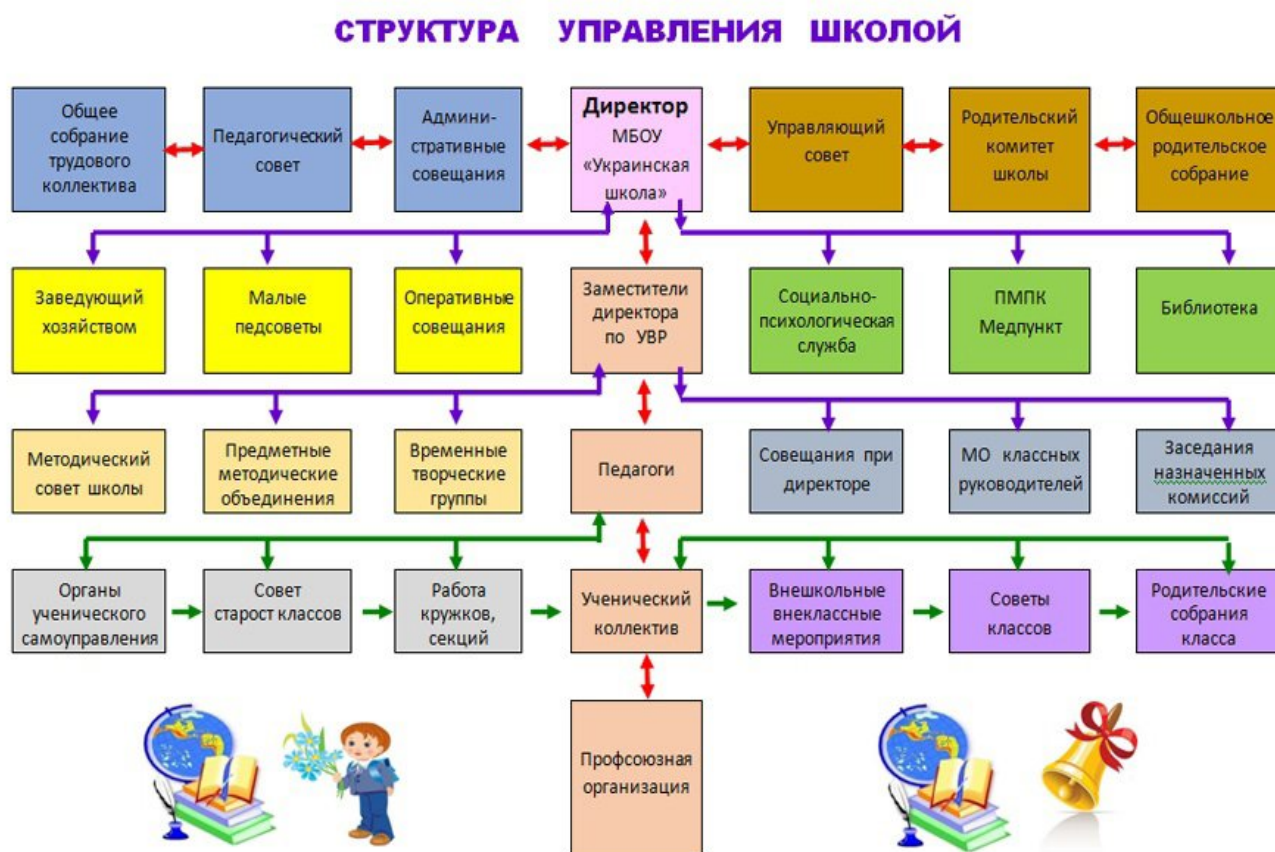 СТРУКТУРА УПРАВЛЕНИЯ ШКОЛОЙ
Общее
собрание
трудового
коллектива
Педагогический
совет
Админи-
стративные
совещания
Директор
МБОУ
«Украинская
школа»
Управляющий
совет
Родительский
комитет
школы
Общешкольное
родительское
собрание
Заведующий
хозяйством
Малые
педсоветы
Оперативные
совещания
Заместители
директора
по УВР
Социально-
психологическая
служба
ПМПК
Медпункт
Библиотека
Методический
совет школы
Предметные
методические
объединения
Временные
творческие
группы
Педагоги
Совещания при
директоре
МО классных
руководителей
Заседания
назначенных
комиссий
Органы
ученического
самоуправления
Совет
старост классов
Работа
кружков,
секций
Ученический
коллектив
Внешкольные
внеклассные
мероприятия
Советы
классов
Родительские
собрания
класса
Профсоюзная
организация